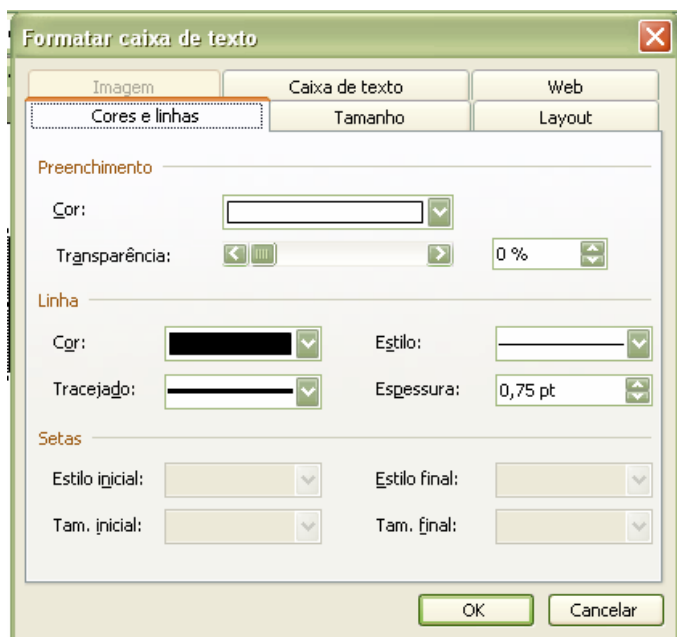 Formatar caixa de texto
Imagem Caixa de texto Web
Cores e linhas Tamanho Layout
Preenchimento
Cor:
Transparência: 0 %
Linha
Cor: Estilo:
Tracejado: Espessura: 0,75 pt
Setas
Estilo inicial: Estilo final:
Tam. inicial: Tam. final:
OK Cancelar